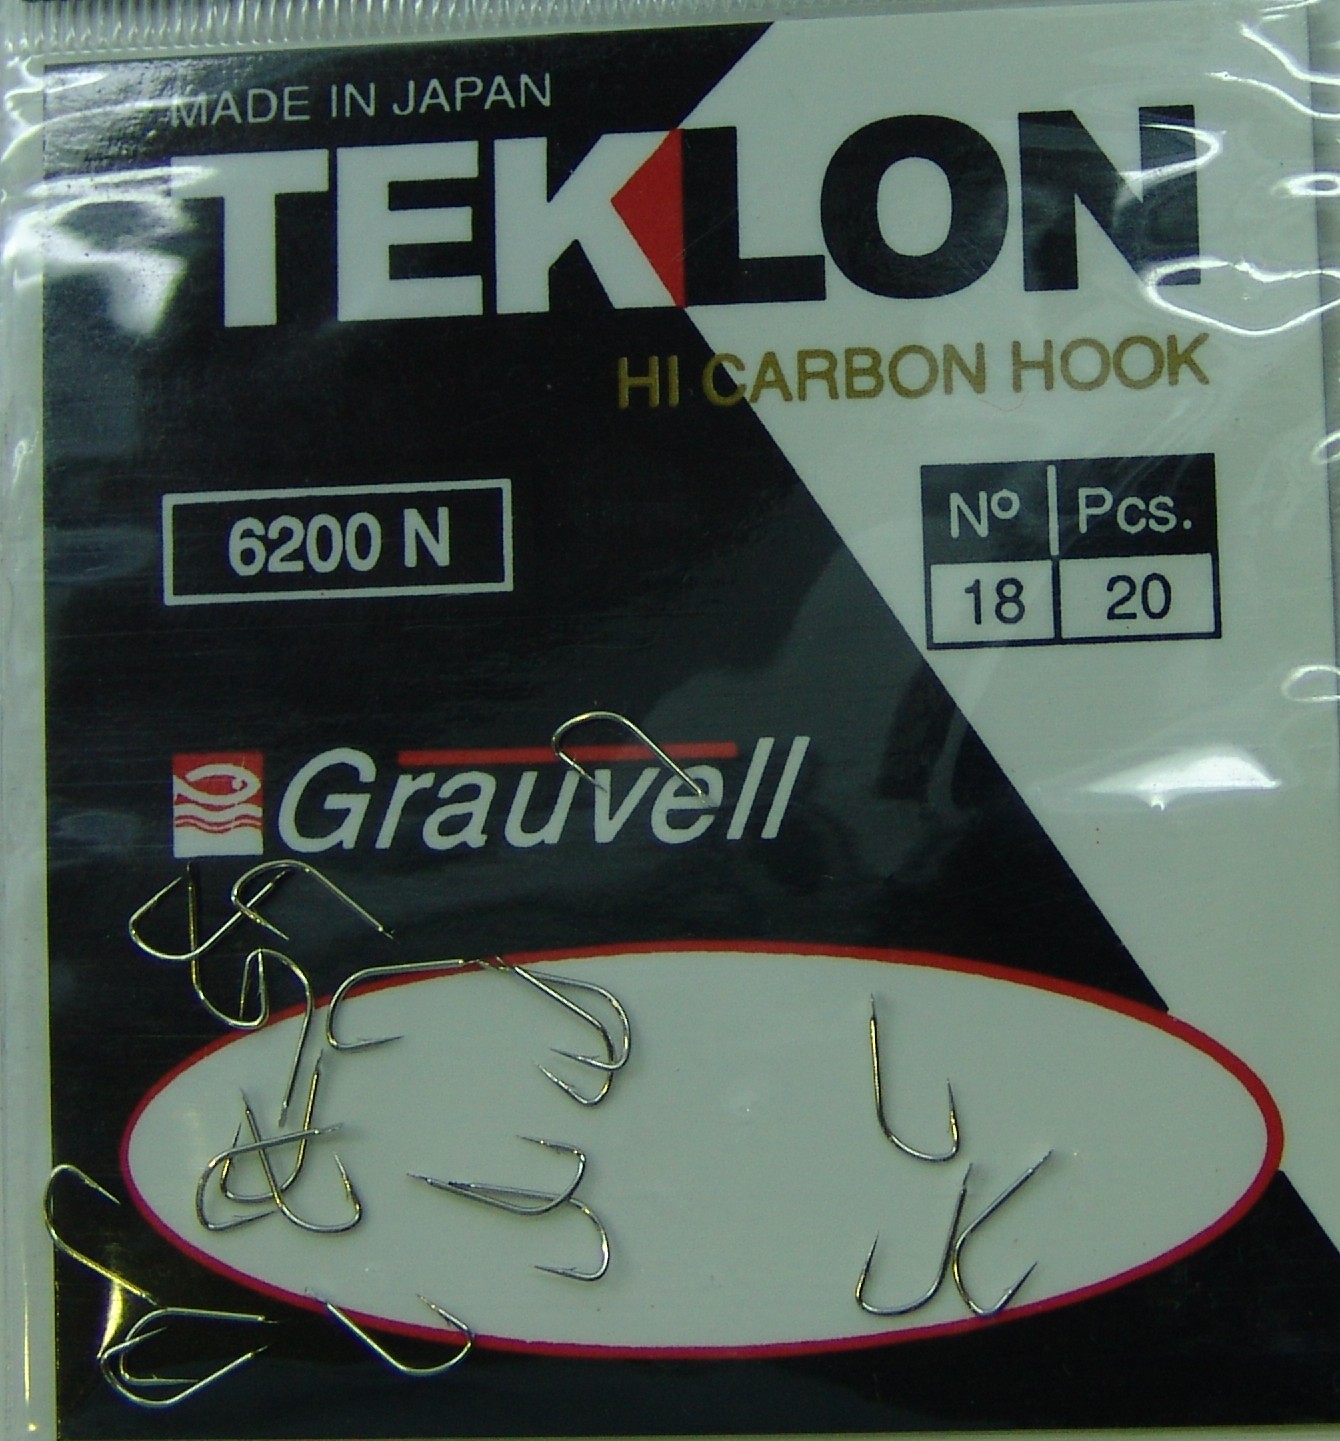 MADE IN JAPAN
TEKLON
HI CARBON HOOK
6200 N
Nº Pcs.
18 20
Grauvell